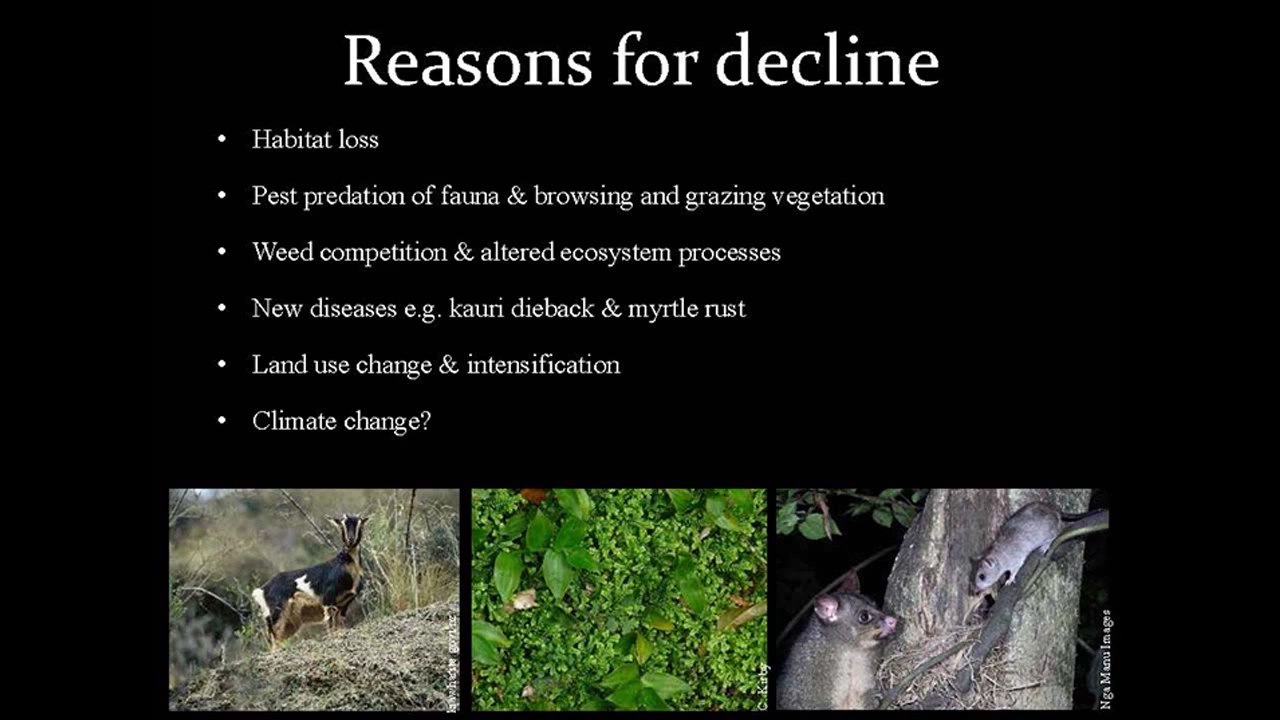 Reasons for decline
• Habitat loss
• Pest predation of fauna & browsing and grazing vegetation
• Weed competition & altered ecosystem processes
• New diseases e.g. kauri dieback & myrtle rust
• Land use change & intensification
• Climate change?
C. Kirby
Nga Manu Images